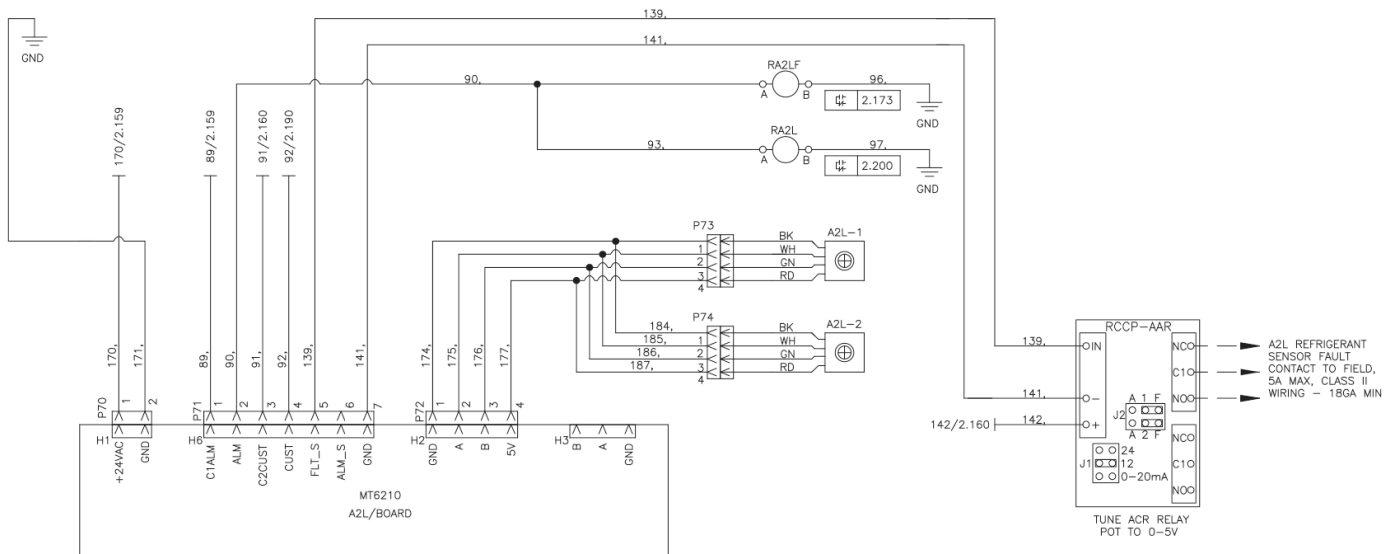 139,
141,
GND
RA2LF
90,
96,
A
B
2.173
GND
RA2L
93,
97,
A
B
2.200
GND
170/2.159
89/2.159
91/2.160
92/2.190
P73
A2L-1
BK
1
WH
2
GN
3
RD
4
P74
A2L-2
184,
BK
185,
1
WH
186,
2
GN
187,
3
RD
4
170,
171,
89,
90,
91,
92,
139,
141,
174,
175,
176,
177,
P70
1
2
P71
1
2
3
4
5
6
7
P72
1
2
3
4
H1
H6
H2
H3
+24VAC
GND
C1ALM
ALM
C2CUST
CUST
FLT_S
ALM_S
GND
GND
A
B
5V
B
A
GND
MT6210
A2L/BOARD
RCCP-AAR
139,
IN
NC
C1
NO
141,
-
142/2.160
142,
+
J2
A 1 F
A 2 F
NC
C1
NO
J1
24
12
0-20mA
TUNE ACR RELAY
POT TO 0-5V
A2L REFRIGERANT
SENSOR FAULT
CONTACT TO FIELD,
5A MAX, CLASS II
WIRING - 18GA MIN